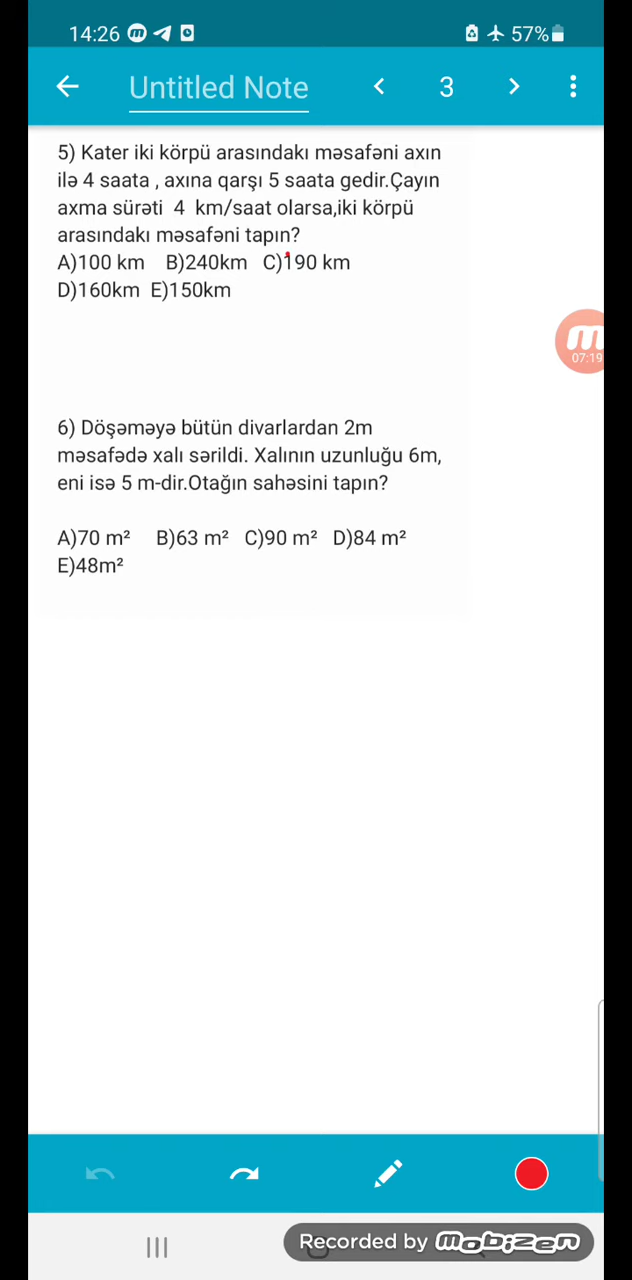 14:26
57%
Untitled Note
3
5) Kater iki körpü arasındakı məsafəni axın
ilə 4 saata , axına qarşı 5 saata gedir.Çayın
axma sürəti 4 km/saat olarsa,iki körpü
arasındakı məsafəni tapın?
A)100 km B)240km C)190 km
D)160km E)150km
07:19
6) Döşəməyə bütün divarlardan 2m
məsafədə xalı sərildi. Xalının uzunluğu 6m,
eni isə 5 m-dir.Otağın sahəsini tapın?
A)70 m² B)63 m² C)90 m² D)84 m²
E)48m²
Recorded by mobizen